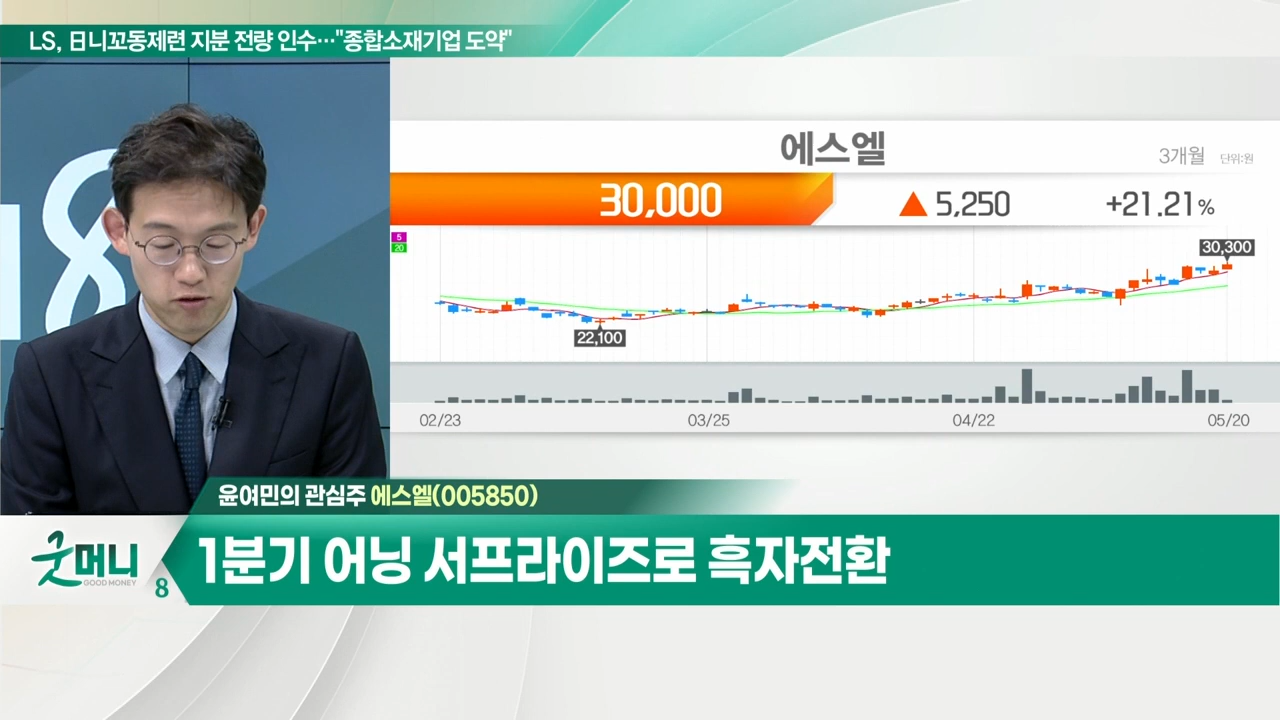 LS, 日니꼬동제련 지분 전량 인수…"종합소재기업 도약"
8
에스엘
3개월 단위:원
30,000 ▲ 5,250 +21.21%
5
20
30,300
22,100
02/23 03/25 04/22 05/20
윤여민의 관심주 에스엘(005850)
굿머니
GOOD MONEY
8
1분기 어닝 서프라이즈로 흑자전환